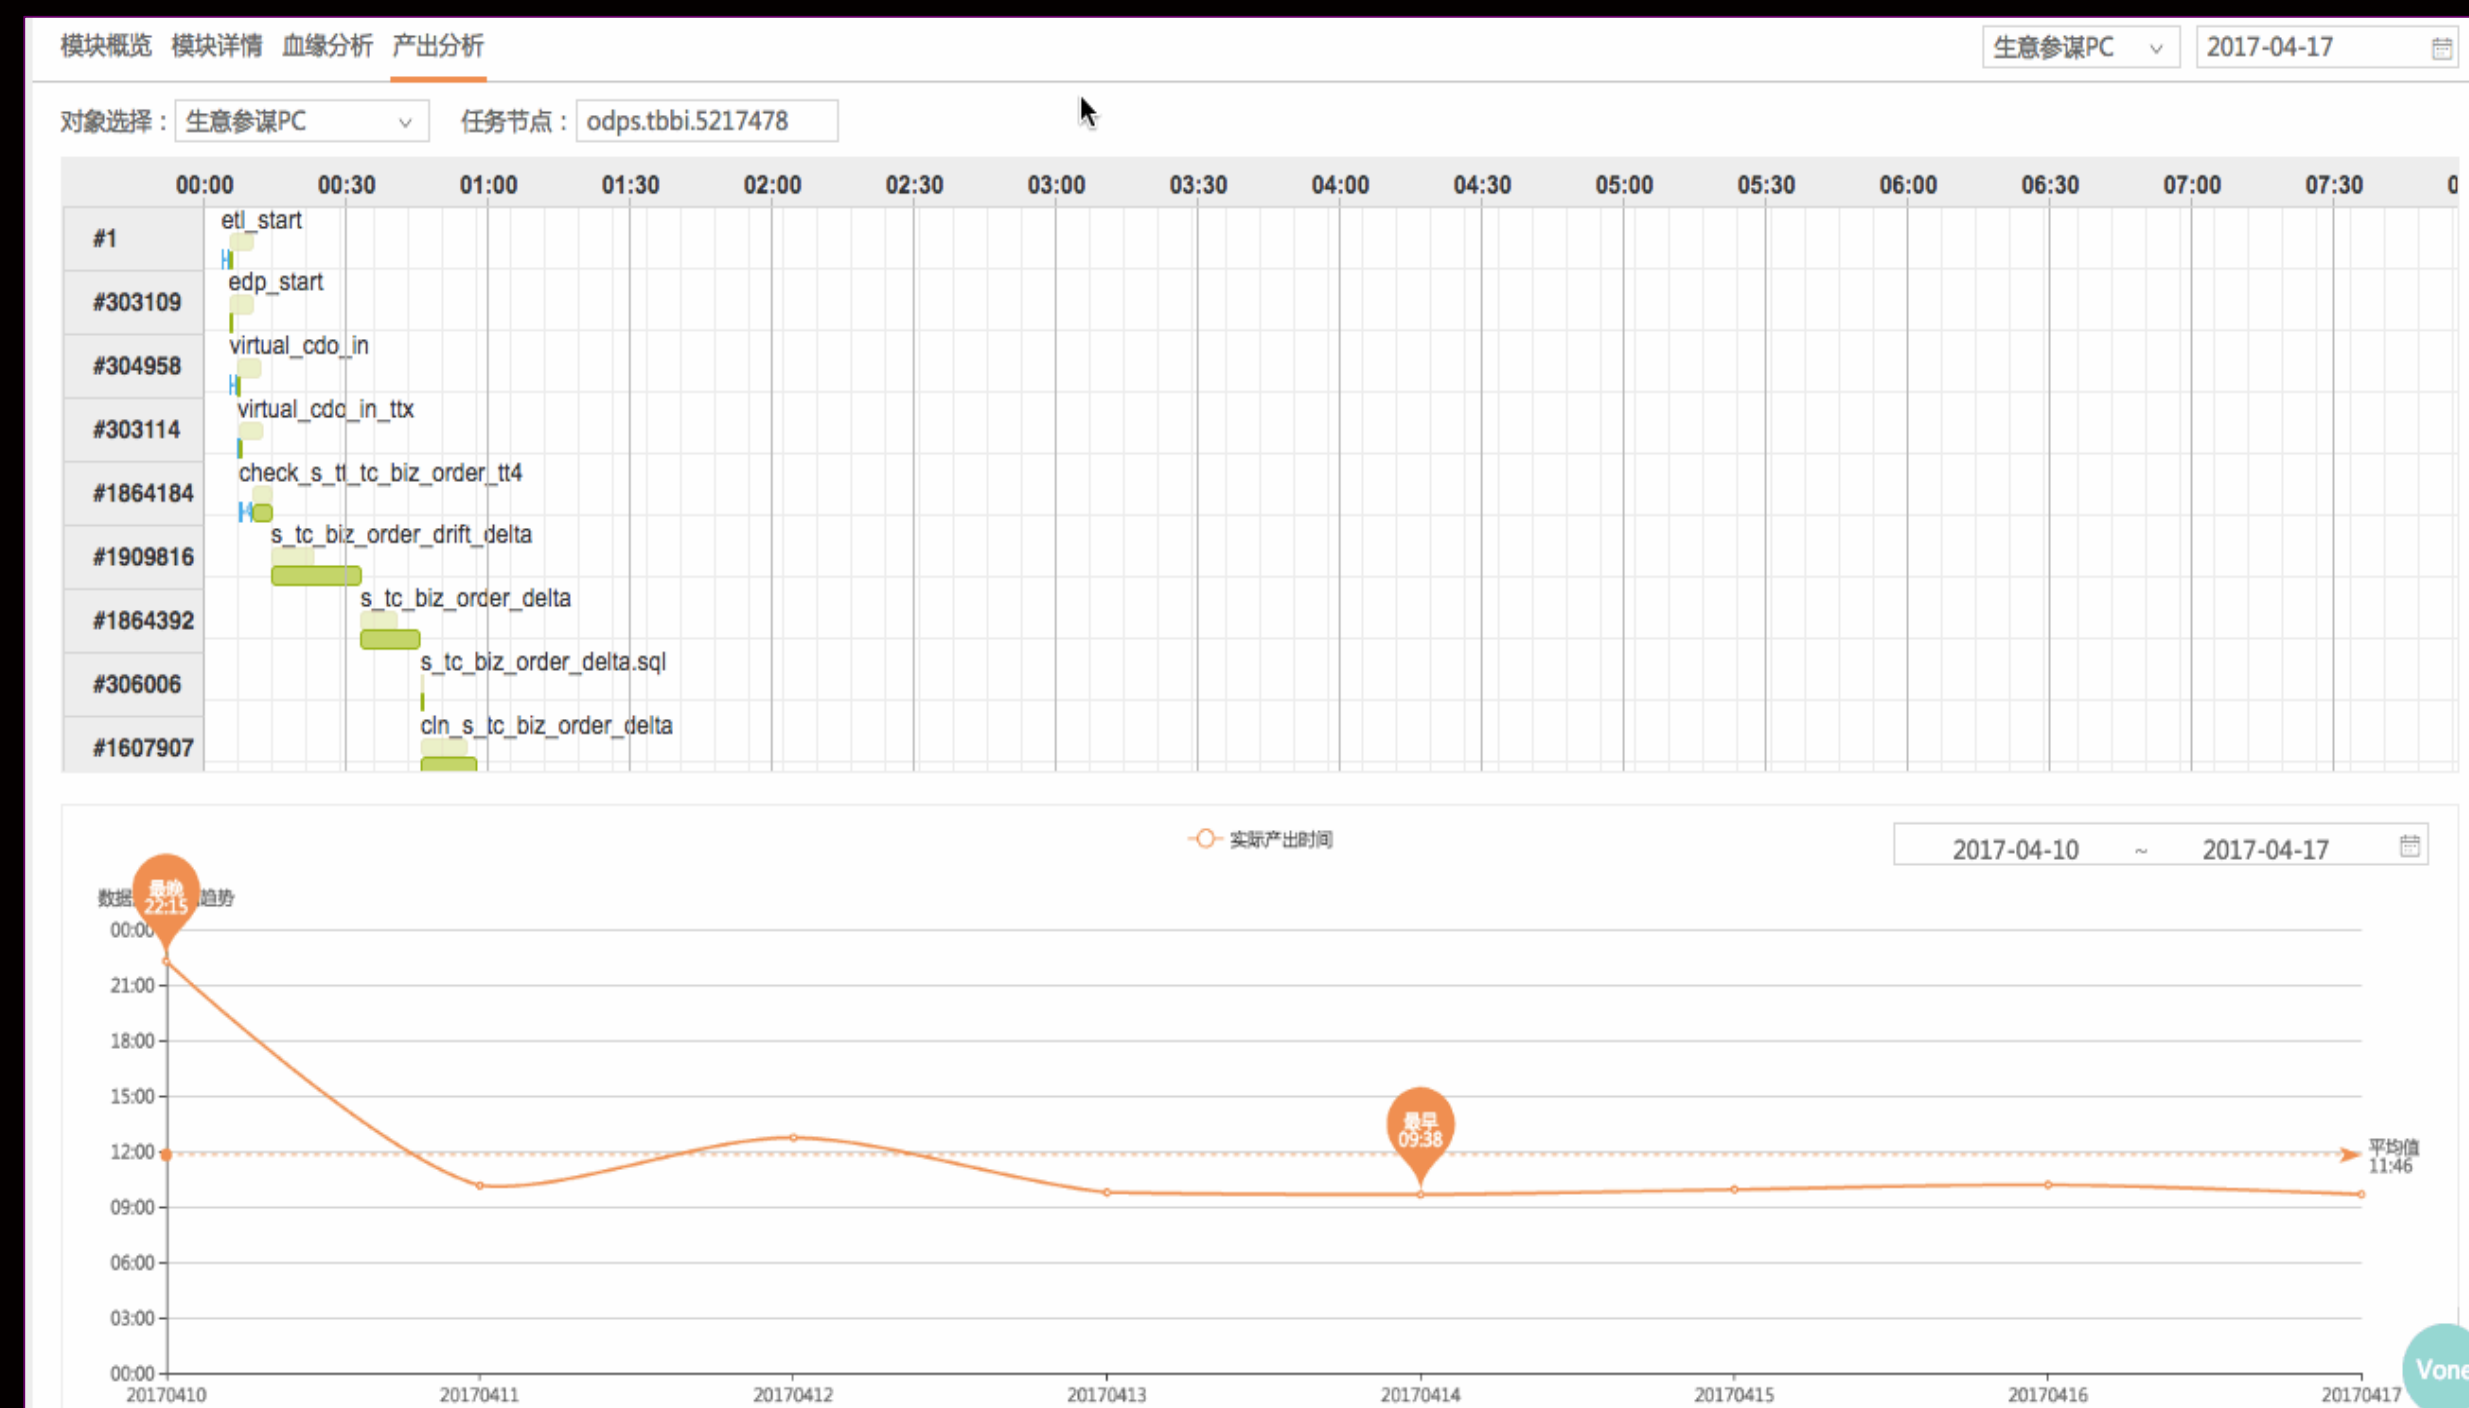 模块概览 模块详情 血缘分析 产出分析 生意参谋PC 2017-04-17
对象选择： 生意参谋PC 任务节点： odps.tbbi.5217478
00:00 00:30 01:00 01:30 02:00 02:30 03:00 03:30 04:00 04:30 05:00 05:30 06:00 06:30 07:00 07:30
#1 etl_start
#303109 edp_start
#304958 virtual_cdo_in
#303114 virtual_cdo_in_ttx
#1864184 check_s_tt_tc_biz_order_tt4
#1909816 s_tc_biz_order_drift_delta
#1864392 s_tc_biz_order_delta
#306006 s_tc_biz_order_delta.sql
#1607907 cln_s_tc_biz_order_delta
实际产出时间
2017-04-10 ~ 2017-04-17
最晚
22:15
数据 趋势
00:00
21:00
18:00
15:00
最早
09:38
12:00
平均值
11:46
09:00
06:00
03:00
00:00
20170410 20170411 20170412 20170413 20170414 20170415 20170416 20170417
Vone